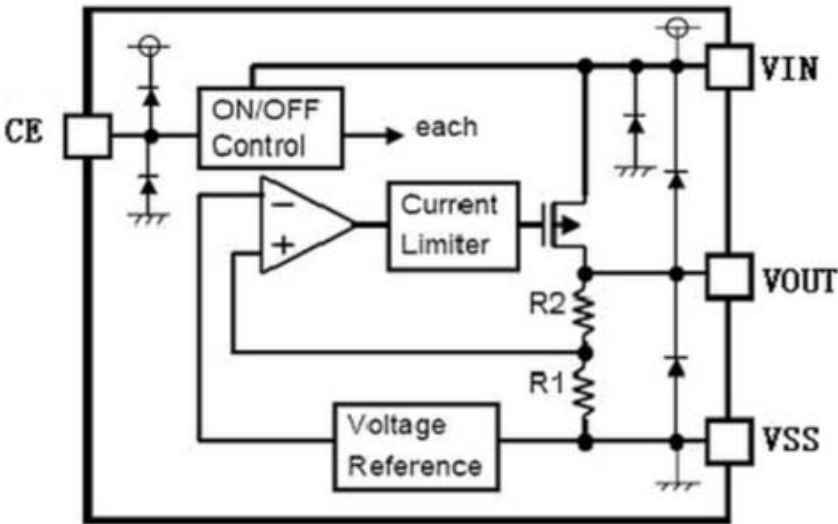 VIN
CE
ON/OFF
Control
each
−
+
Current
Limiter
VOUT
R2
R1
Voltage
Reference
VSS